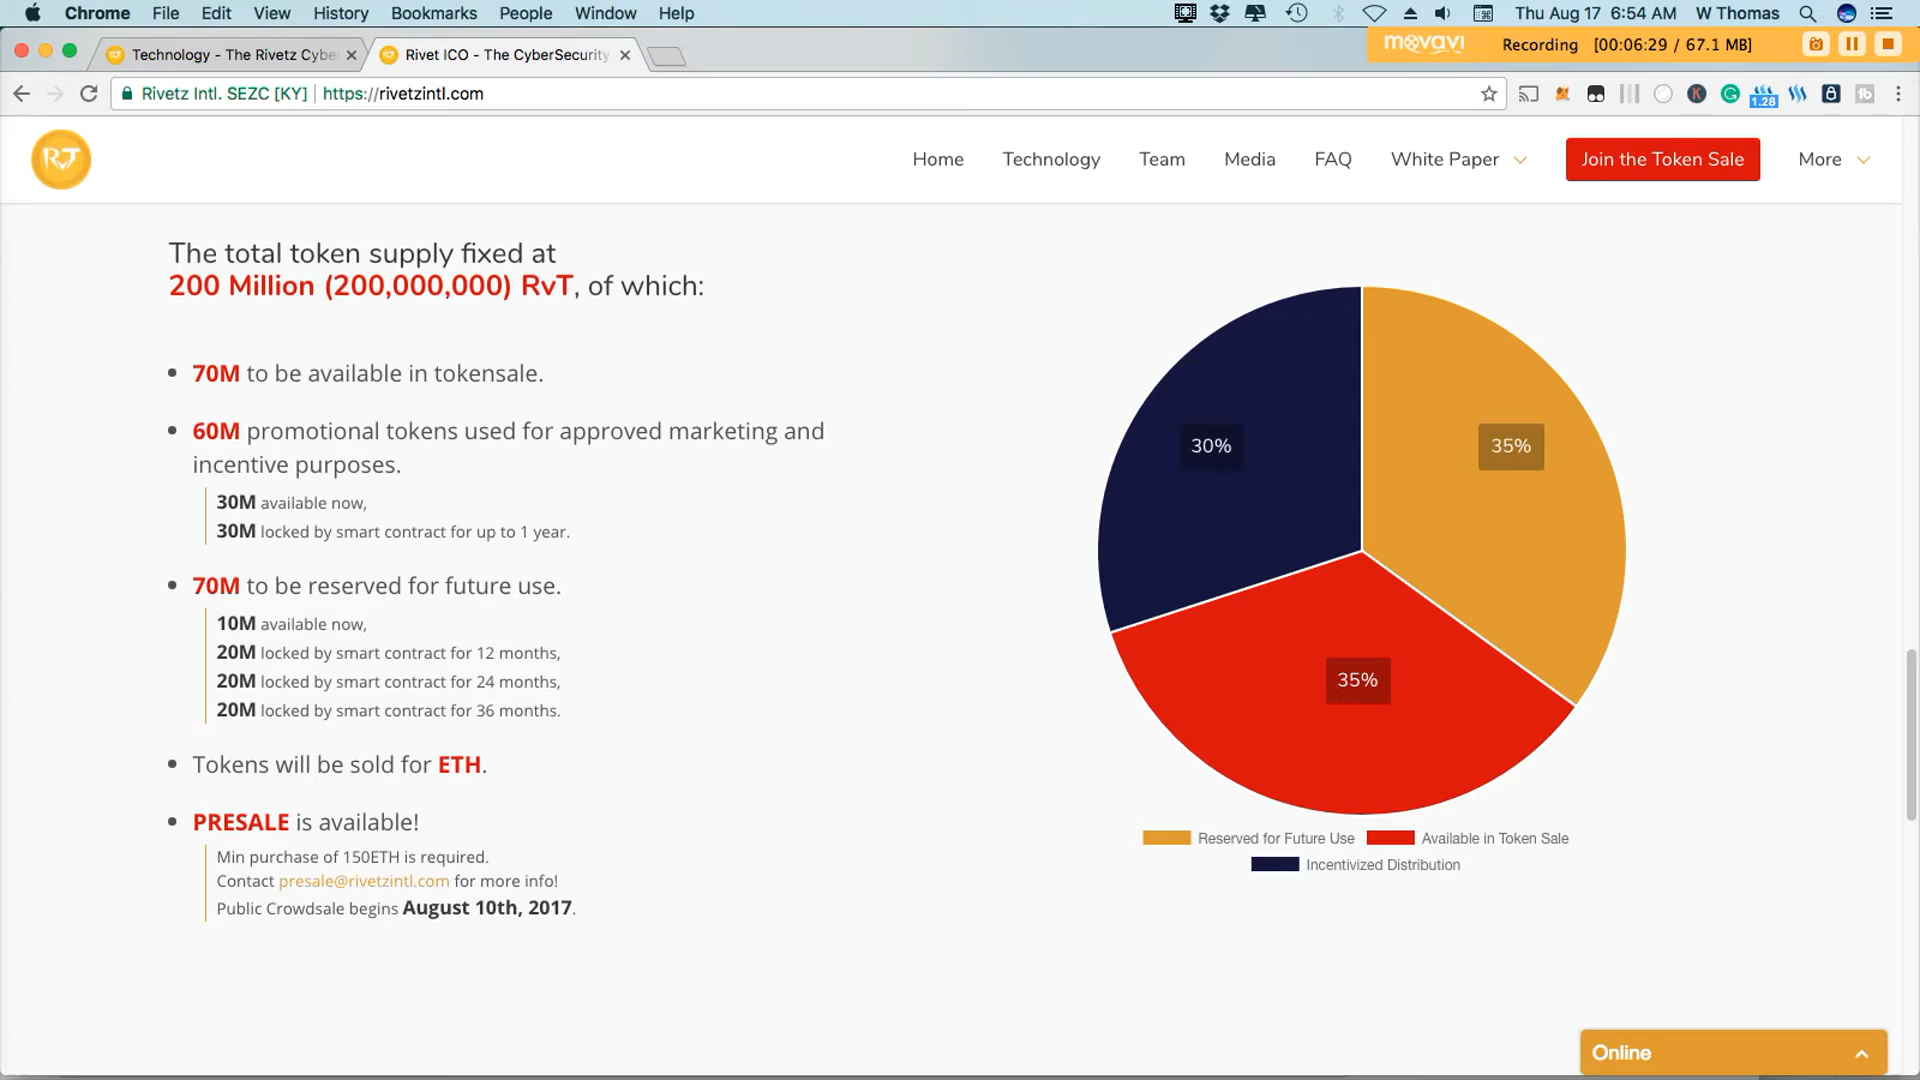 Chrome File Edit View History Bookmarks People Window Help Thu Aug 17 6:54 AM W Thomas
movavi Recording [00:06:29 / 67.1 MB]
Technology - The Rivetz Cybe Rivet ICO - The CyberSecurity
Rivetz Intl. SEZC [KY] https://rivetzintl.com
1.28
RvT Home Technology Team Media FAQ White Paper Join the Token Sale More
The total token supply fixed at
200 Million (200,000,000) RvT, of which:
• 70M to be available in tokensale.
• 60M promotional tokens used for approved marketing and
incentive purposes.
30M available now,
30M locked by smart contract for up to 1 year.
• 70M to be reserved for future use.
10M available now,
20M locked by smart contract for 12 months,
20M locked by smart contract for 24 months,
20M locked by smart contract for 36 months.
• Tokens will be sold for ETH.
• PRESALE is available!
Min purchase of 150ETH is required.
Contact presale@rivetzintl.com for more info!
Public Crowdsale begins August 10th, 2017.
30% 35%
35%
Reserved for Future Use Available in Token Sale
Incentivized Distribution
Online